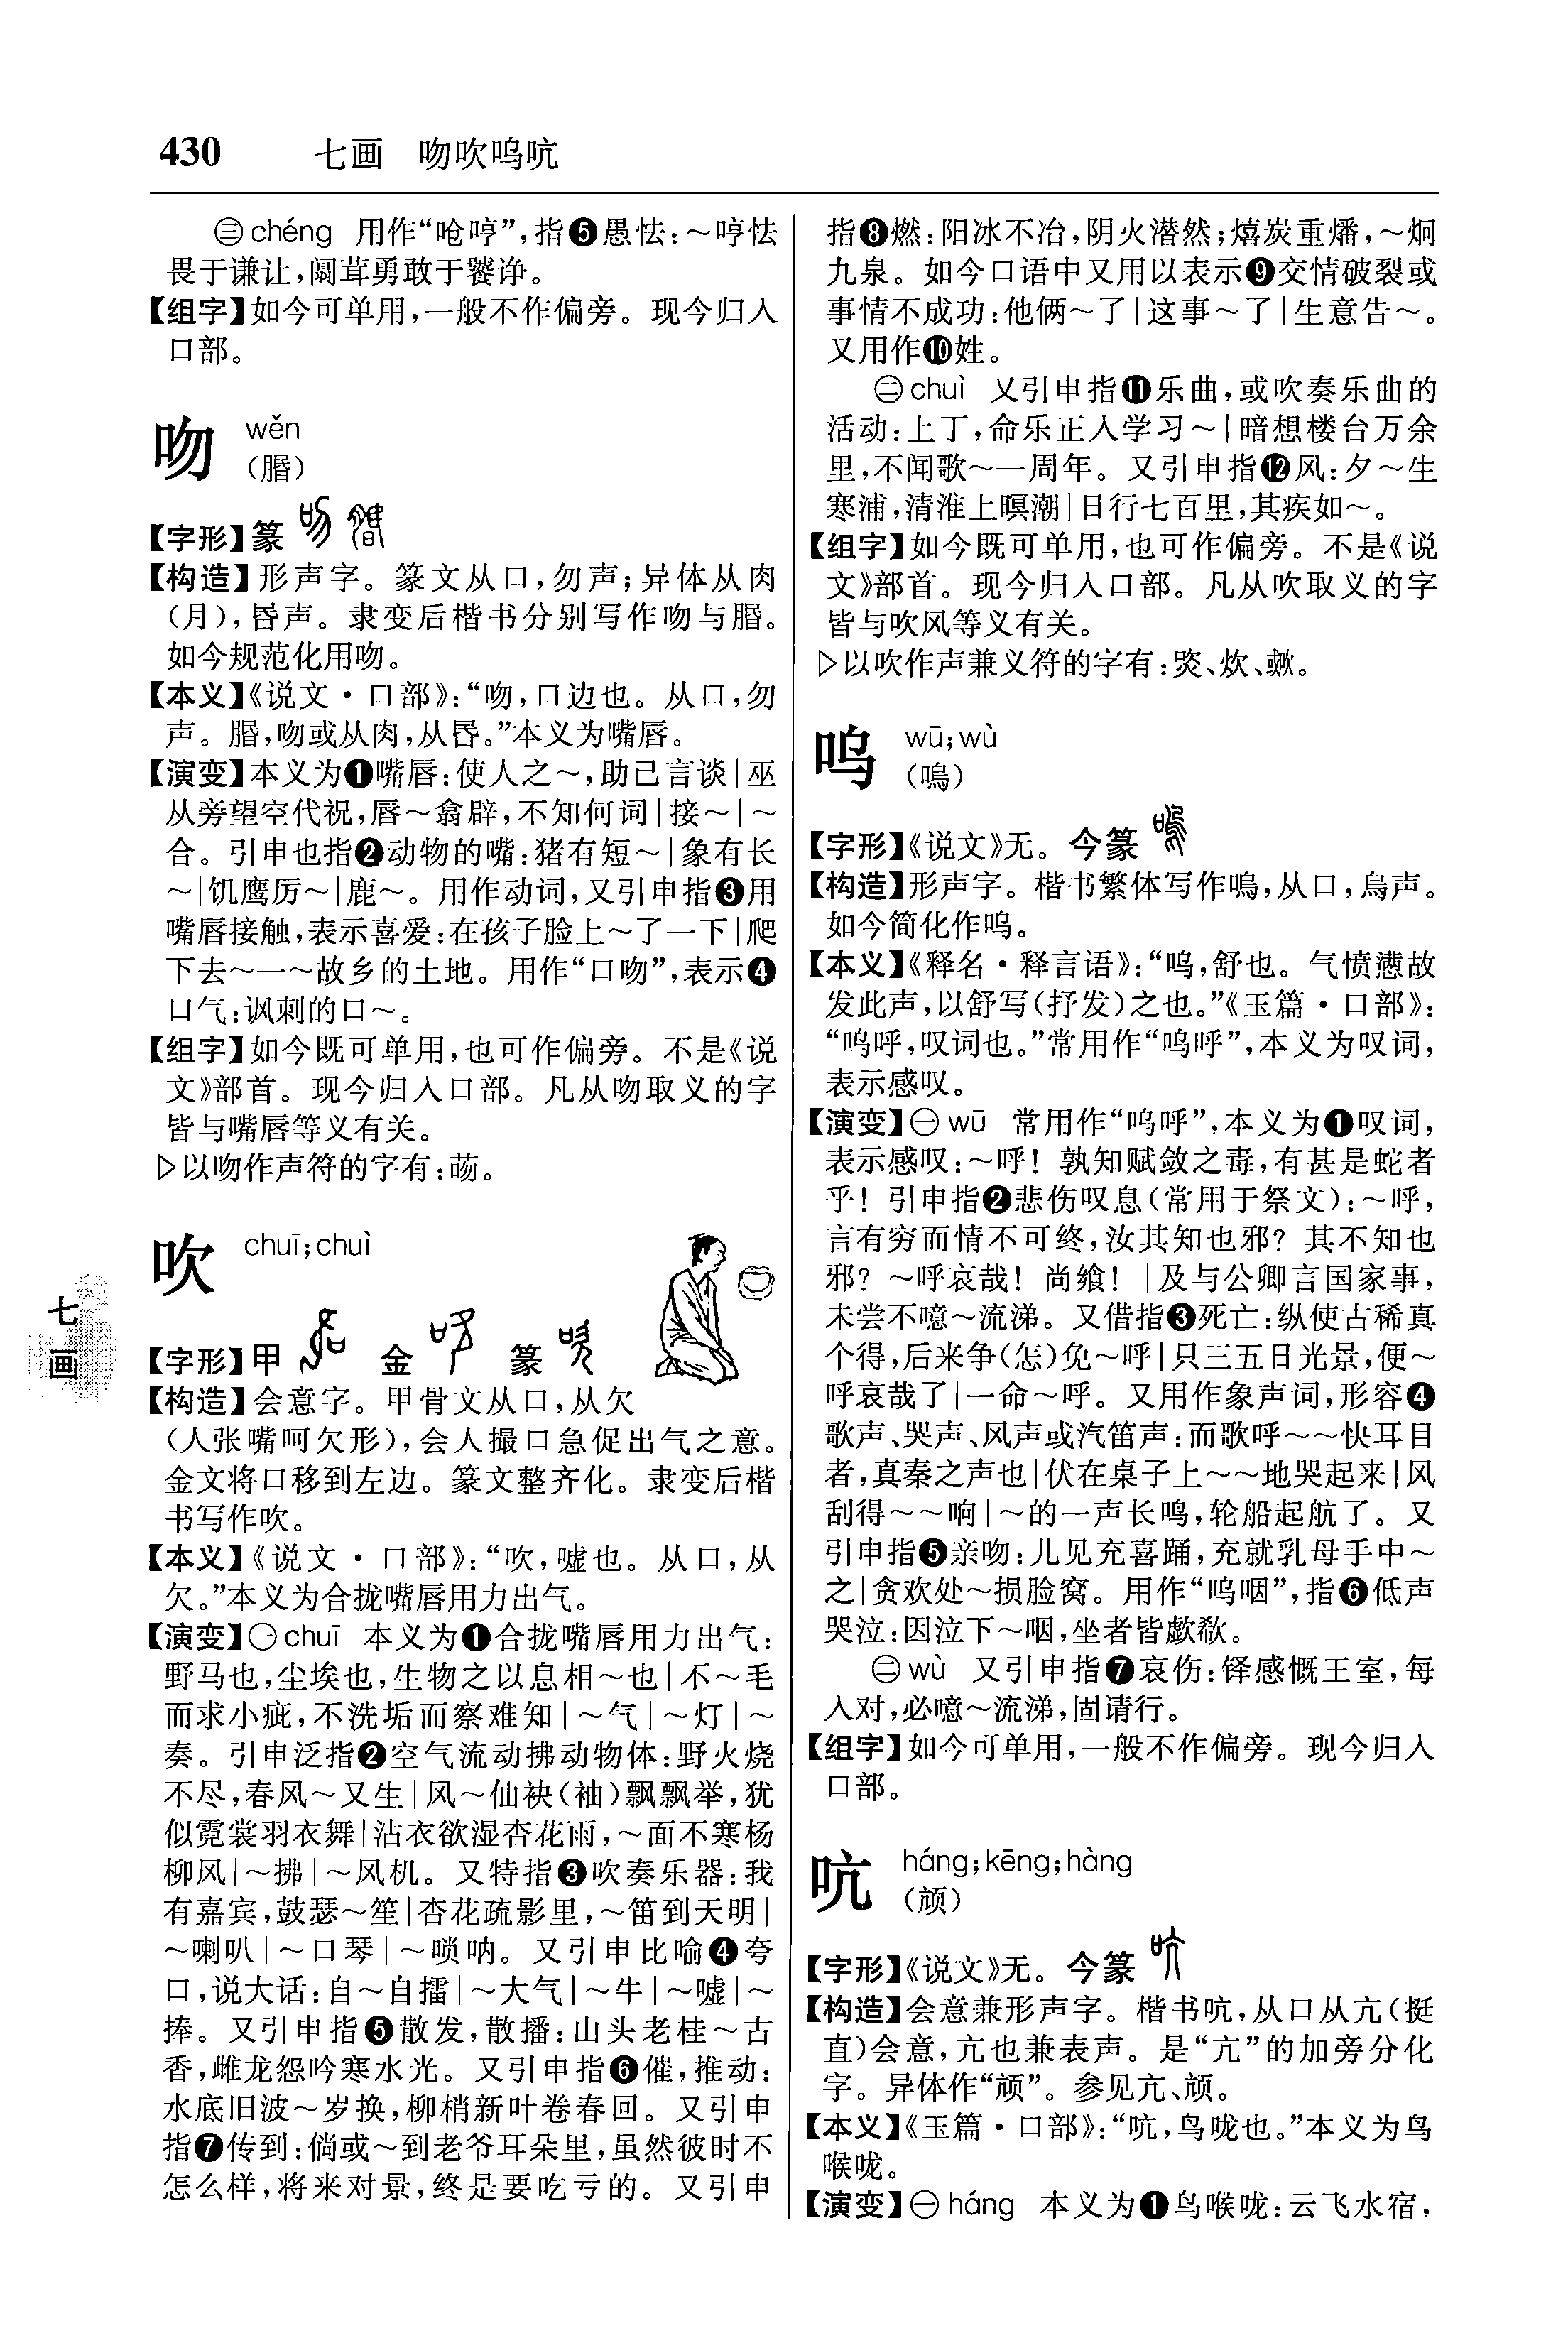 430 七画 吻吹呜吭
㊂chéng 用作“呛哼”,指❺愚怯:～哼怯
畏于谦让,阘茸勇敢于饕诤。
【组字】如今可单用,一般不作偏旁。现今归入
口部。
吻 wěn
(脗)
【字形】篆
【构造】形声字。篆文从口,勿声;异体从肉
(月),昏声。隶变后楷书分别写作吻与脗。
如今规范化用吻。
【本义】《说文·口部》:“吻,口边也。从口,勿
声。脗,吻或从肉,从昏。”本义为嘴唇。
【演变】本义为❶嘴唇:使人之～,助己言谈|巫
从旁望空代祝,唇～翕辟,不知何词|接～|～
合。引申也指❷动物的嘴:猪有短～|象有长
～|饥鹰厉～|鹿～。用作动词,又引申指❸用
嘴唇接触,表示喜爱:在孩子脸上～了一下|爬
下去～一～故乡的土地。用作“口吻”,表示❹
口气:讽刺的口～。
【组字】如今既可单用,也可作偏旁。不是《说
文》部首。现今归入口部。凡从吻取义的字
皆与嘴唇等义有关。
▷以吻作声符的字有:䓤。
吹 chuī;chuì
【字形】甲 金 篆
【构造】会意字。甲骨文从口,从欠
(人张嘴呵欠形),会人撮口急促出气之意。
金文将口移到左边。篆文整齐化。隶变后楷
书写作吹。
【本义】《说文·口部》:“吹,嘘也。从口,从
欠。”本义为合拢嘴唇用力出气。
【演变】㊀chuī 本义为❶合拢嘴唇用力出气:
野马也,尘埃也,生物之以息相～也|不～毛
而求小疵,不洗垢而察难知|～气|～灯|～
奏。引申泛指❷空气流动拂动物体:野火烧
不尽,春风～又生|风～仙袂(袖)飘飘举,犹
似霓裳羽衣舞|沾衣欲湿杏花雨,～面不寒杨
柳风|～拂|～风机。又特指❸吹奏乐器:我
有嘉宾,鼓瑟～笙|杏花疏影里,～笛到天明|
～喇叭|～口琴|～唢呐。又引申比喻❹夸
口,说大话:自～自擂|～大气|～牛|～嘘|～
捧。又引申指❺散发,散播:山头老桂～古
香,雌龙怨吟寒水光。又引申指❻催,推动:
水底旧波～岁换,柳梢新叶卷春回。又引申
指❼传到:倘或～到老爷耳朵里,虽然彼时不
怎么样,将来对景,终是要吃亏的。又引申
指❽燃:阳冰不冶,阴火潜然;熺炭重燔,～炯
九泉。如今口语中又用以表示❾交情破裂或
事情不成功:他俩～了|这事～了|生意告～。
又用作❿姓。
㊁chuì 又引申指⓫乐曲,或吹奏乐曲的
活动:上丁,命乐正入学习～|暗想楼台万余
里,不闻歌～一周年。又引申指⓬风:夕～生
寒浦,清淮上暝潮|日行七百里,其疾如～。
【组字】如今既可单用,也可作偏旁。不是《说
文》部首。现今归入口部。凡从吹取义的字
皆与吹风等义有关。
▷以吹作声兼义符的字有:㷄、炊、歕。
呜 wū;wù
(嗚)
【字形】《说文》无。今篆
【构造】形声字。楷书繁体写作嗚,从口,烏声。
如今简化作呜。
【本义】《释名·释言语》:“呜,舒也。气愤懑故
发此声,以舒写(抒发)之也。”《玉篇·口部》:
“呜呼,叹词也。”常用作“呜呼”,本义为叹词,
表示感叹。
【演变】㊀wū 常用作“呜呼”,本义为❶叹词,
表示感叹:～呼! 孰知赋敛之毒,有甚是蛇者
乎! 引申指❷悲伤叹息(常用于祭文):～呼,
言有穷而情不可终,汝其知也邪? 其不知也
邪? ～呼哀哉! 尚飨! |及与公卿言国家事,
未尝不噫～流涕。又借指❸死亡:纵使古稀真
个得,后来争(怎)免～呼|只三五日光景,便～
呼哀哉了|一命～呼。又用作象声词,形容❹
歌声、哭声、风声或汽笛声:而歌呼～～快耳目
者,真秦之声也|伏在桌子上～～地哭起来|风
刮得～～响|～的一声长鸣,轮船起航了。又
引申指❺亲吻:儿见充喜踊,充就乳母手中～
之|贪欢处～损脸窝。用作“呜咽”,指❻低声
哭泣:因泣下～咽,坐者皆歔欷。
㊁wù 又引申指❼哀伤:铎感慨王室,每
入对,必噫～流涕,固请行。
【组字】如今可单用,一般不作偏旁。现今归入
口部。
吭 háng;kēng;hàng
(颃)
【字形】《说文》无。今篆
【构造】会意兼形声字。楷书吭,从口从亢(挺
直)会意,亢也兼表声。是“亢”的加旁分化
字。异体作“颃”。参见亢、颃。
【本义】《玉篇·口部》:“吭,鸟咙也。”本义为鸟
喉咙。
【演变】㊀háng 本义为❶鸟喉咙:云飞水宿,
七画